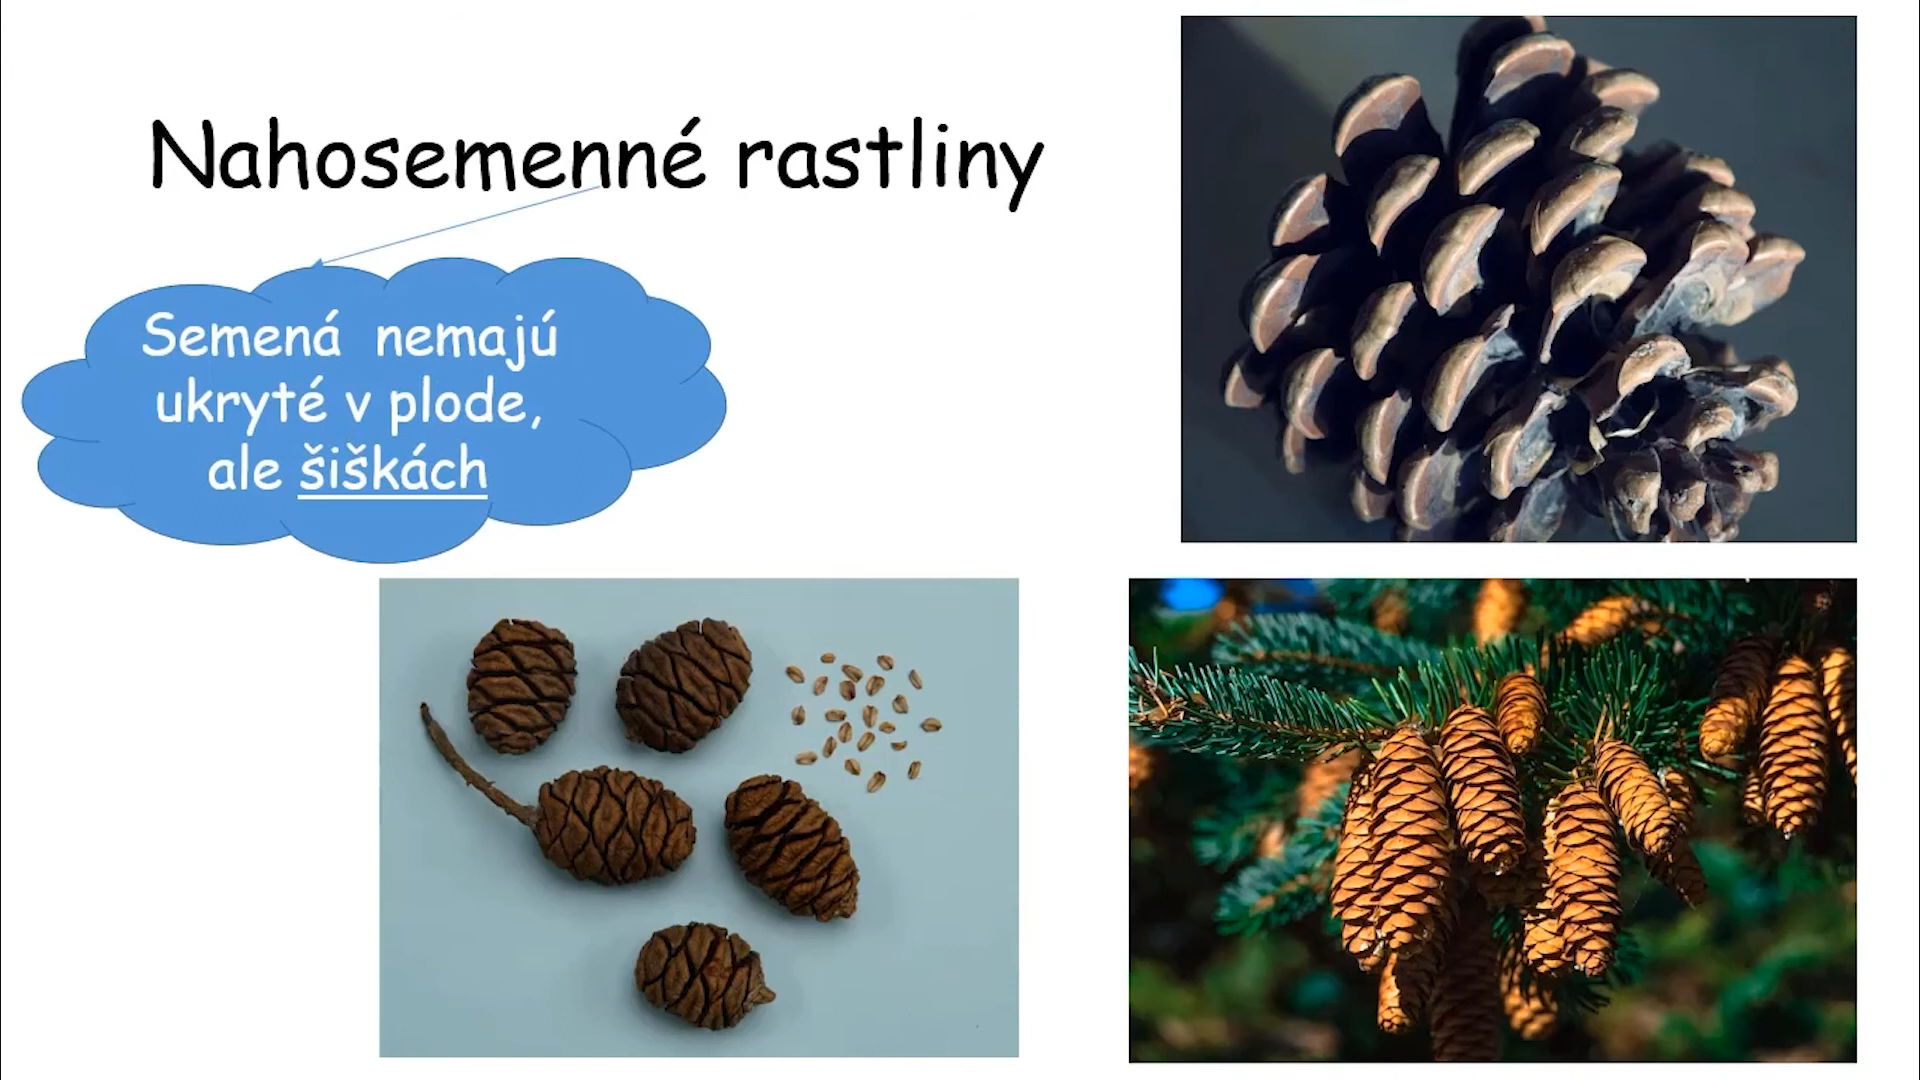 Nahosemenné rastliny
Semená nemajú
ukryté v plode,
ale šiškách